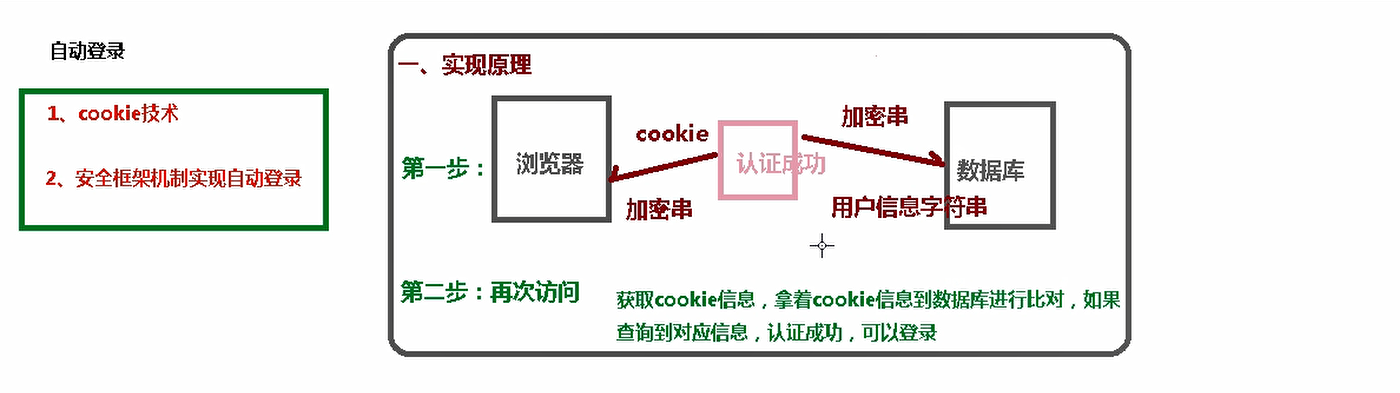 自动登录
1、cookie技术
2、安全框架机制实现自动登录
一、实现原理
第一步：
浏览器
cookie
加密串
认证成功
加密串
用户信息字符串
数据库
第二步：再次访问
获取cookie信息，拿着cookie信息到数据库进行比对，如果
查询到对应信息，认证成功，可以登录